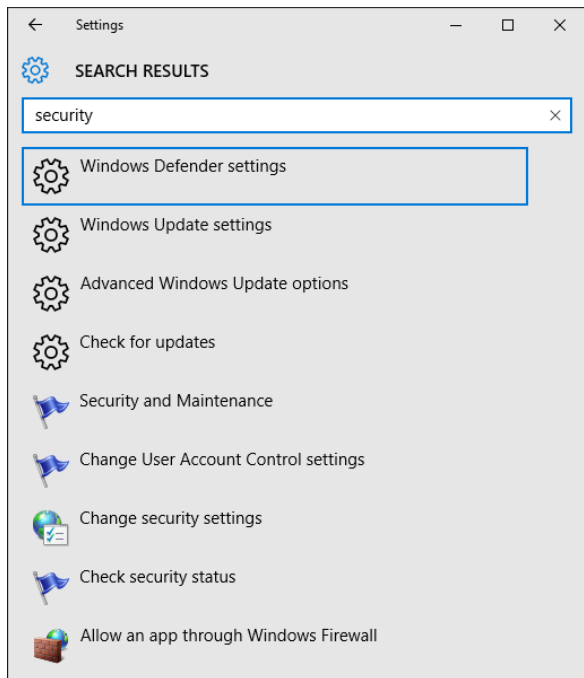 Settings
SEARCH RESULTS
security
Windows Defender settings
Windows Update settings
Advanced Windows Update options
Check for updates
Security and Maintenance
Change User Account Control settings
Change security settings
Check security status
Allow an app through Windows Firewall